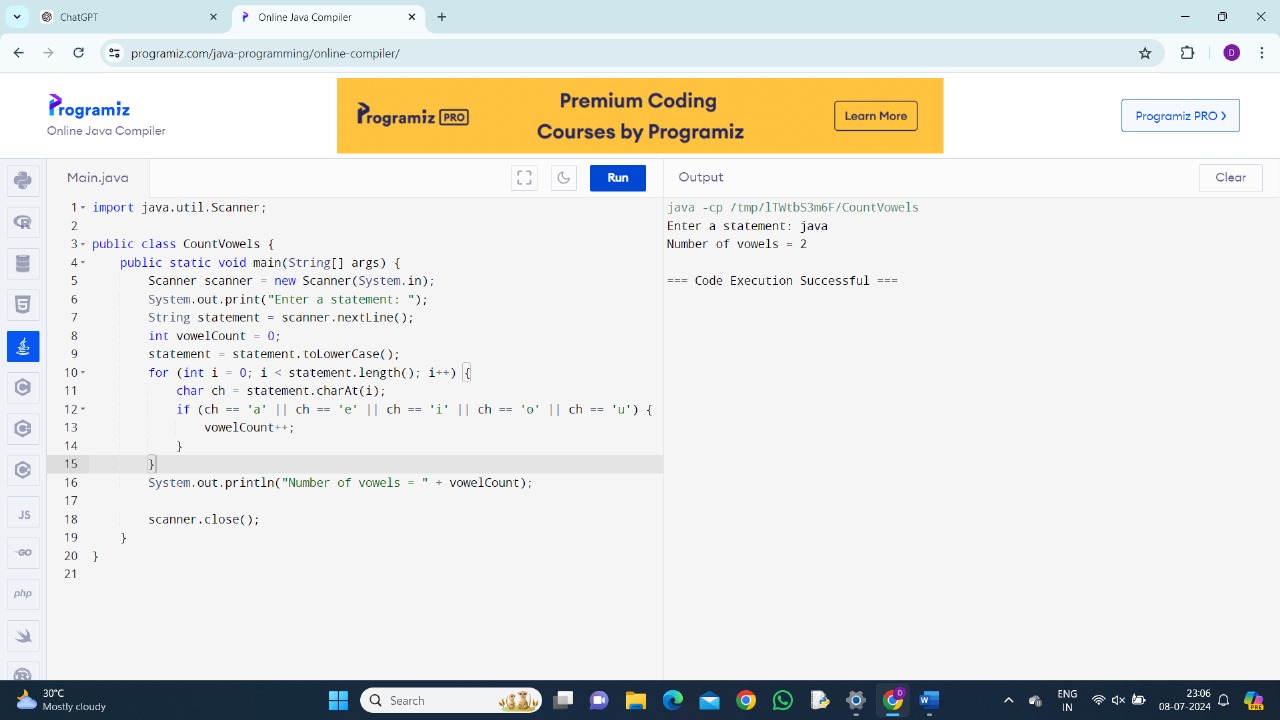 ChatGPT
Online Java Compiler
programiz.com/java-programming/online-compiler/
D
Programiz
Online Java Compiler
Programiz PRO
Premium Coding
Courses by Programiz
Learn More
Programiz PRO
Main.java
Run
Output
Clear
1 import java.util.Scanner;
2
3 public class CountVowels {
4 public static void main(String[] args) {
5 Scanner scanner = new Scanner(System.in);
6 System.out.print("Enter a statement: ");
7 String statement = scanner.nextLine();
8 int vowelCount = 0;
9 statement = statement.toLowerCase();
10 for (int i = 0; i < statement.length(); i++) {
11 char ch = statement.charAt(i);
12 if (ch == 'a' || ch == 'e' || ch == 'i' || ch == 'o' || ch == 'u') {
13 vowelCount++;
14 }
15 }
16 System.out.println("Number of vowels = " + vowelCount);
17
18 scanner.close();
19 }
20 }
21
java -cp /tmp/lTWtbS3m6F/CountVowels
Enter a statement: java
Number of vowels = 2
=== Code Execution Successful ===
JS
GO
php
30°C
Mostly cloudy
Search
ENG
IN
23:06
08-07-2024